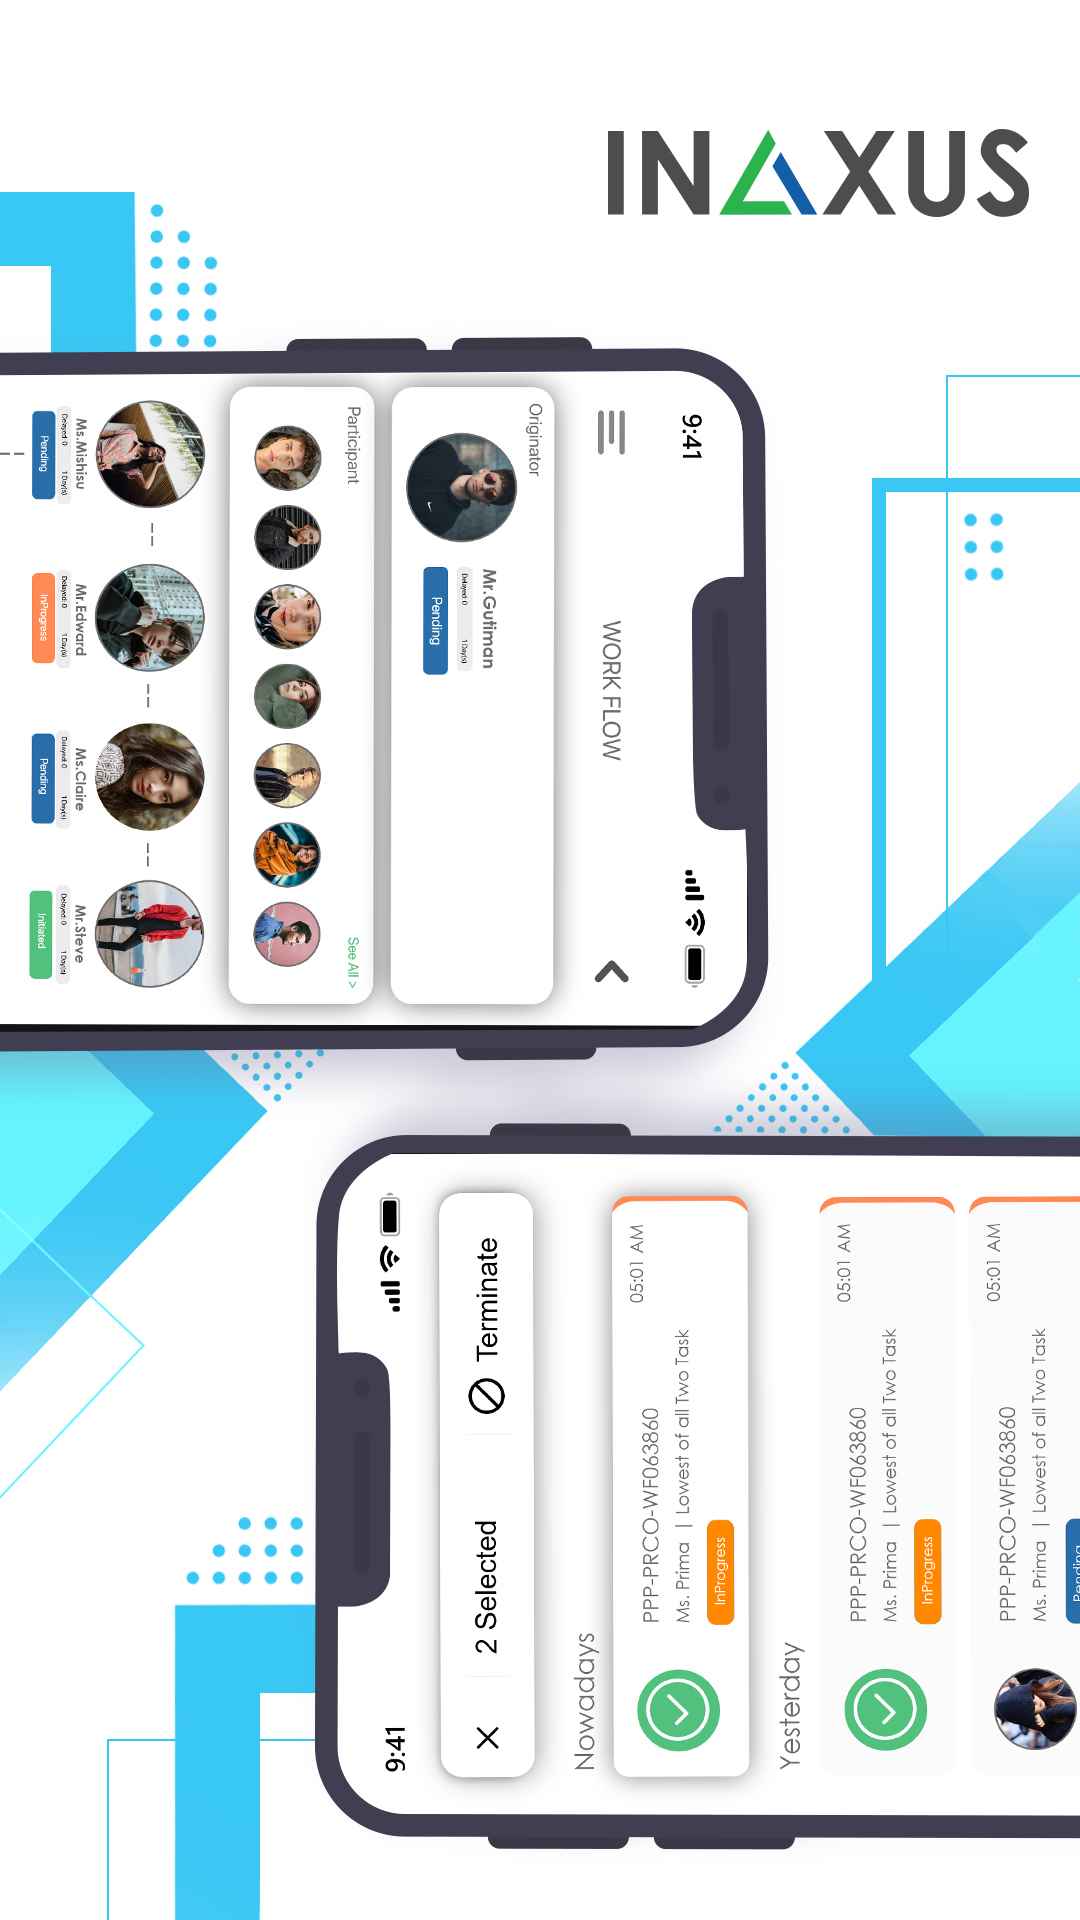 INAXUS
9:41
WORK FLOW
Originator
Mr.Gutiman
Delayed: 0 1 Day(s)
Pending
Participant
See All >
Ms.Mishisu
Delayed: 0 1 Day(s)
Pending
Mr.Edward
Delayed: 0 1 Day(s)
InProgress
Ms.Claire
Delayed: 0 1 Day(s)
Pending
Mr.Steve
Delayed: 0 1 Day(s)
Initiated
9:41
2 Selected
Terminate
Nowadays
05:01 AM
PPP-PRCO-WF063860
Ms. Prima | Lowest of all Two Task
InProgress
Yesterday
05:01 AM
PPP-PRCO-WF063860
Ms. Prima | Lowest of all Two Task
InProgress
05:01 AM
PPP-PRCO-WF063860
Ms. Prima | Lowest of all Two Task
Pending